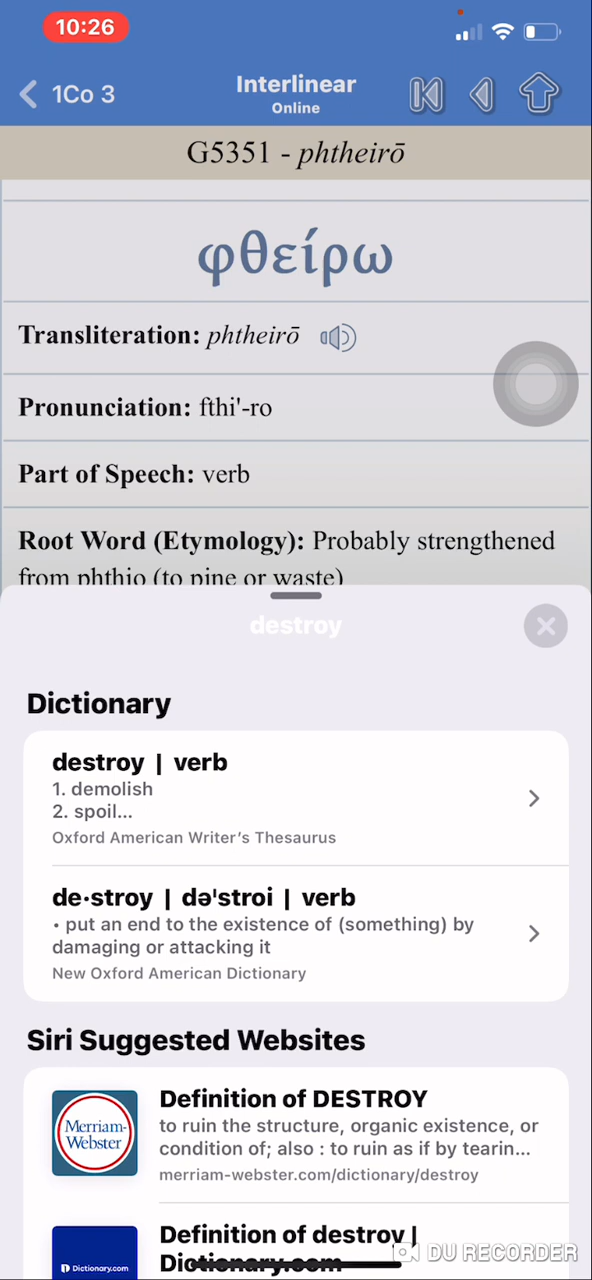 10:26
1Co 3
Interlinear
Online
G5351 - phtheirō
φθείρω
Transliteration: phtheirō
Pronunciation: fthi'-ro
Part of Speech: verb
Root Word (Etymology): Probably strengthened
from phthio (to pine or waste)
destroy
Dictionary
destroy | verb
1. demolish
2. spoil...
Oxford American Writer's Thesaurus
de·stroy | də'stroi | verb
• put an end to the existence of (something) by
damaging or attacking it
New Oxford American Dictionary
Siri Suggested Websites
Merriam-
Webster
Definition of DESTROY
to ruin the structure, organic existence, or
condition of; also : to ruin as if by tearin...
merriam-webster.com/dictionary/destroy
Dictionary.com
Definition of destroy |
Dictionary.com
DU RECORDER